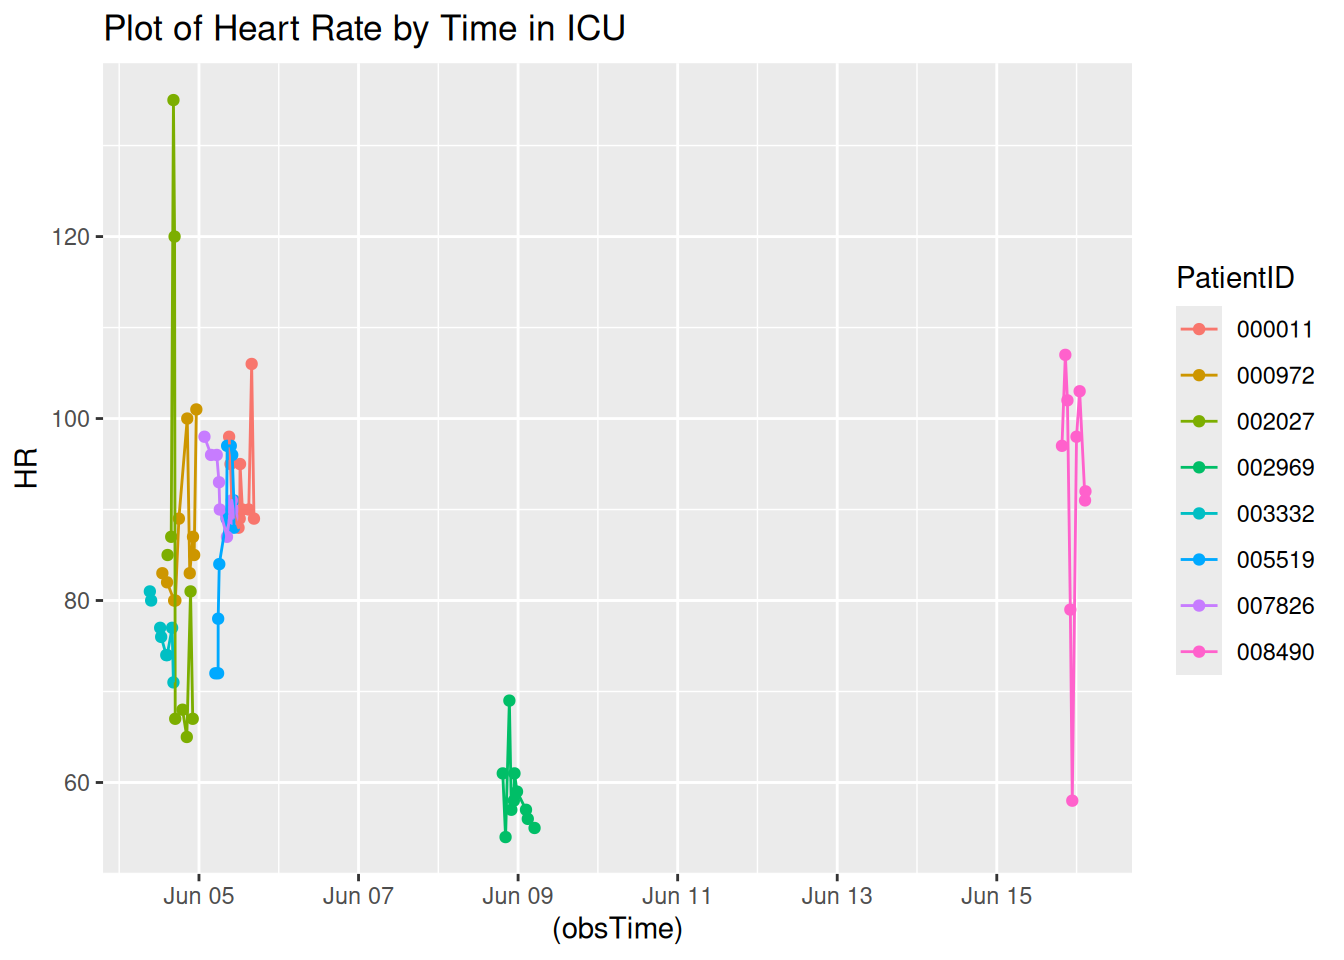 Plot of Heart Rate by Time in ICU
120
100
80
60
HR
Jun 05 Jun 07 Jun 09 Jun 11 Jun 13 Jun 15
(obsTime)
PatientID
000011
000972
002027
002969
003332
005519
007826
008490